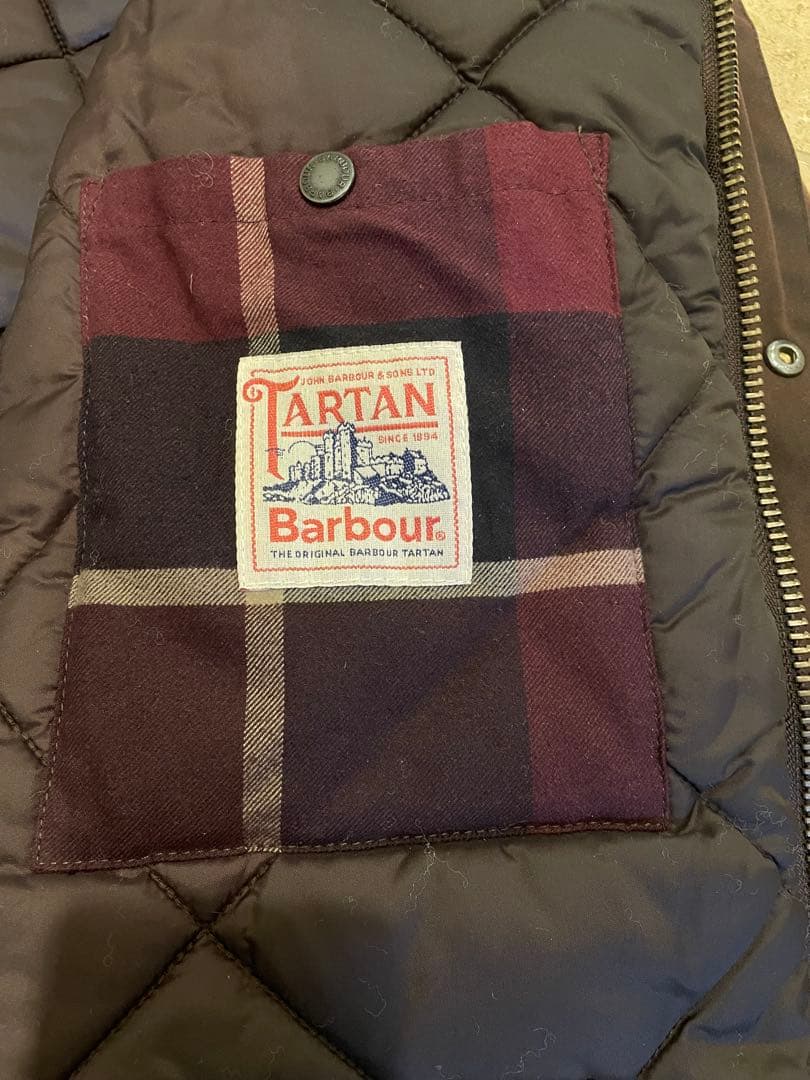 JOHN BARBOUR & SONS LTD
TARTAN
SINCE 1894
Barbour®
THE ORIGINAL BARBOUR TARTAN